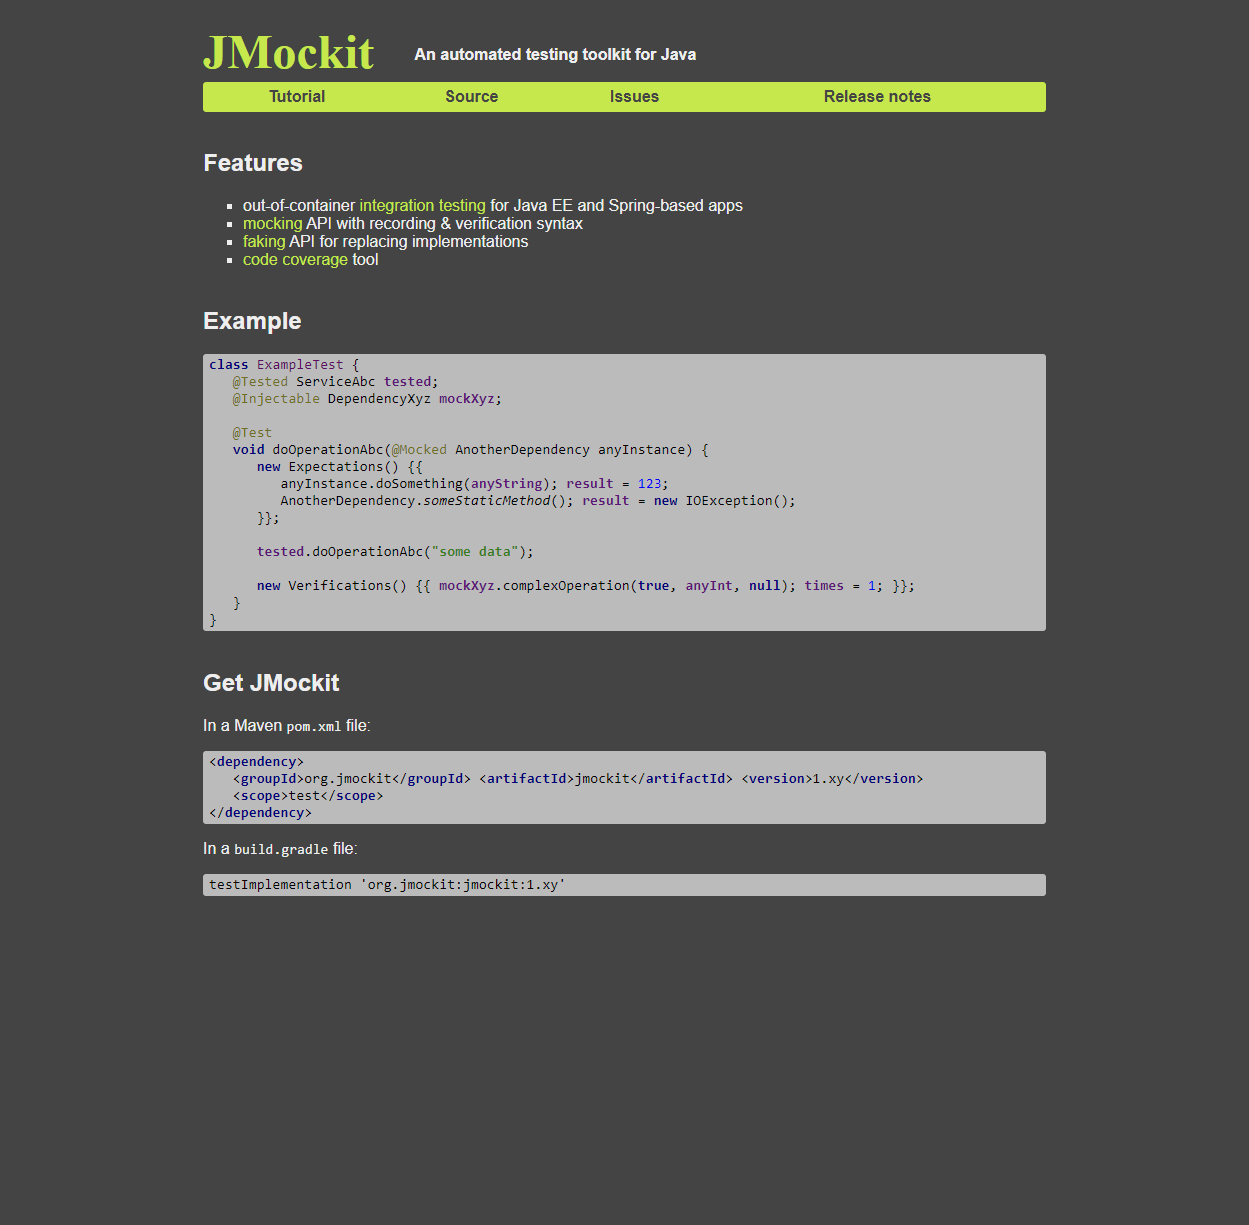 JMockit
An automated testing toolkit for Java
Tutorial Source Issues Release notes
Features
out-of-container integration testing for Java EE and Spring-based apps
mocking API with recording & verification syntax
faking API for replacing implementations
code coverage tool
Example
class ExampleTest {
   @Tested ServiceAbc tested;
   @Injectable DependencyXyz mockXyz;

   @Test
   void doOperationAbc(@Mocked AnotherDependency anyInstance) {
      new Expectations() {{
         anyInstance.doSomething(anyString); result = 123;
         AnotherDependency.someStaticMethod(); result = new IOException();
      }};

      tested.doOperationAbc("some data");

      new Verifications() {{ mockXyz.complexOperation(true, anyInt, null); times = 1; }};
   }
}
Get JMockit
In a Maven pom.xml file:
<dependency>
   <groupId>org.jmockit</groupId> <artifactId>jmockit</artifactId> <version>1.xy</version>
   <scope>test</scope>
</dependency>
In a build.gradle file:
testImplementation 'org.jmockit:jmockit:1.xy'